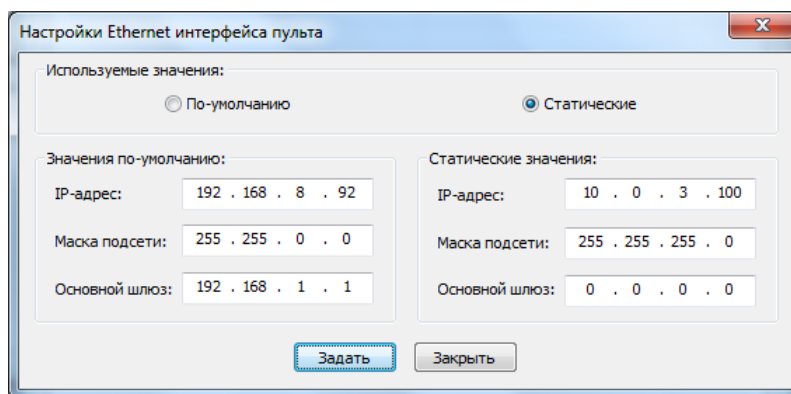 Настройки Ethernet интерфейса пульта
Используемые значения:
По-умолчанию
Статические
Значения по-умолчанию:
IP-адрес: 192 . 168 . 8 . 92
Маска подсети: 255 . 255 . 0 . 0
Основной шлюз: 192 . 168 . 1 . 1
Статические значения:
IP-адрес: 10 . 0 . 3 . 100
Маска подсети: 255 . 255 . 255 . 0
Основной шлюз: 0 . 0 . 0 . 0
Задать
Закрыть